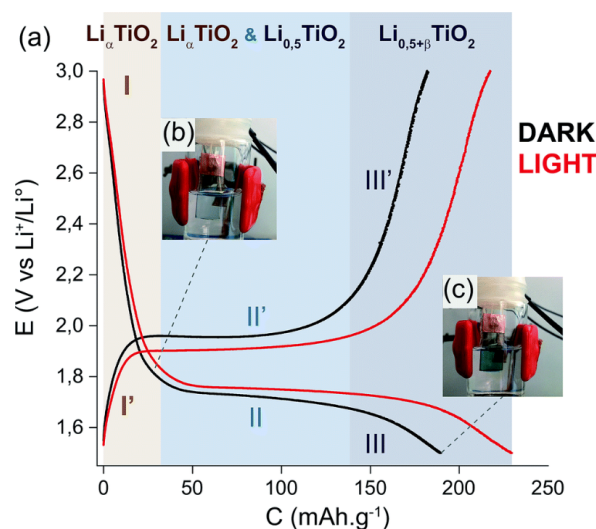 (a)
LiαTiO2
LiαTiO2 & Li0,5TiO2
Li0,5+βTiO2
3,0
2,8
2,6
2,4
2,2
2,0
1,8
1,6
E (V vs Li⁺/Li°)
I
(b)
III’
DARK
LIGHT
II’
(c)
I’
II
III
0
50
100
150
200
250
C (mAh.g⁻¹)